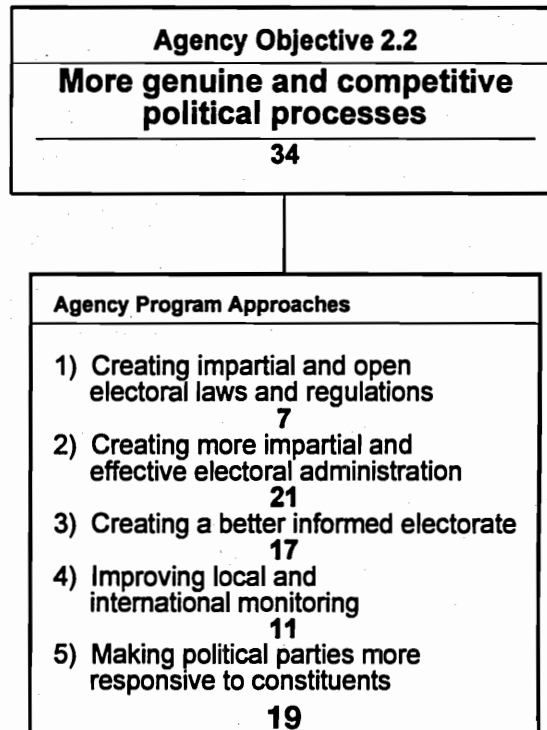 Agency Objective 2.2
More genuine and competitive
political processes
34
Agency Program Approaches
1) Creating impartial and open
electoral laws and regulations
7
2) Creating more impartial and
effective electoral administration
21
3) Creating a better informed electorate
17
4) Improving local and
international monitoring
11
5) Making political parties more
responsive to constituents
19